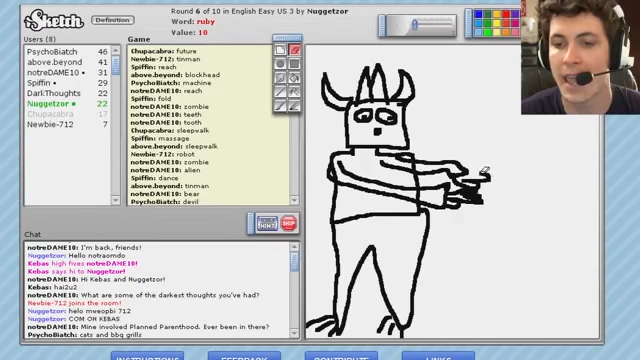 iSketch
Definition
Round 6 of 10 in English Easy US 3 by Nuggetzor
Word: ruby
Value: 10
Users (8)
Game
PsychoBiatch 46
above.beyond 41
notreDAME10 • 31
Spiffin • 29
DarkThoughts 22
Nuggetzor • 22
Chupacabra 17
Newbie-712 7
Chupacabra: future
Newbie-712: tinman
Spiffin: reach
above.beyond: blockhead
PsychoBiatch: machine
notreDAME10: reach
Spiffin: fold
notreDAME10: zombie
notreDAME10: teeth
notreDAME10: tooth
Chupacabra: sleepwalk
Spiffin: massage
above.beyond: sleepwalk
Newbie-712: robot
notreDAME10: zombie
notreDAME10: alien
Spiffin: dance
above.beyond: tinman
notreDAME10: bear
PsychoBiatch: devil
HINT
SKIP
Chat
notreDAME10: I'm back, friends!
Nuggetzor: Hello notraomdo
Kebas high fives notreDAME10!
Kebas says hi to Nuggetzor!
notreDAME10: Hi Kebas and Nuggetzor!
Kebas: hai2u2
notreDAME10: What are some of the darkest thoughts you've had?
Newbie-712 joins the room!
Nuggetzor: helo mweopbi 712
Nuggetzor: COM ON KEBAS
notreDAME10: Mine involved Planned Parenthood. Ever been in there?
PsychoBiatch: cats and bbq grills
INSTRUCTIONS
FEEDBACK
CONTRIBUTE
LINKS